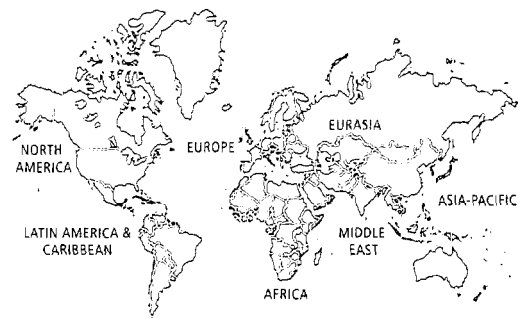 EURASIA
NORTH
AMERICA
EUROPE
ASIA-PACIFIC
LATIN AMERICA &
CARIBBEAN
MIDDLE
EAST
AFRICA